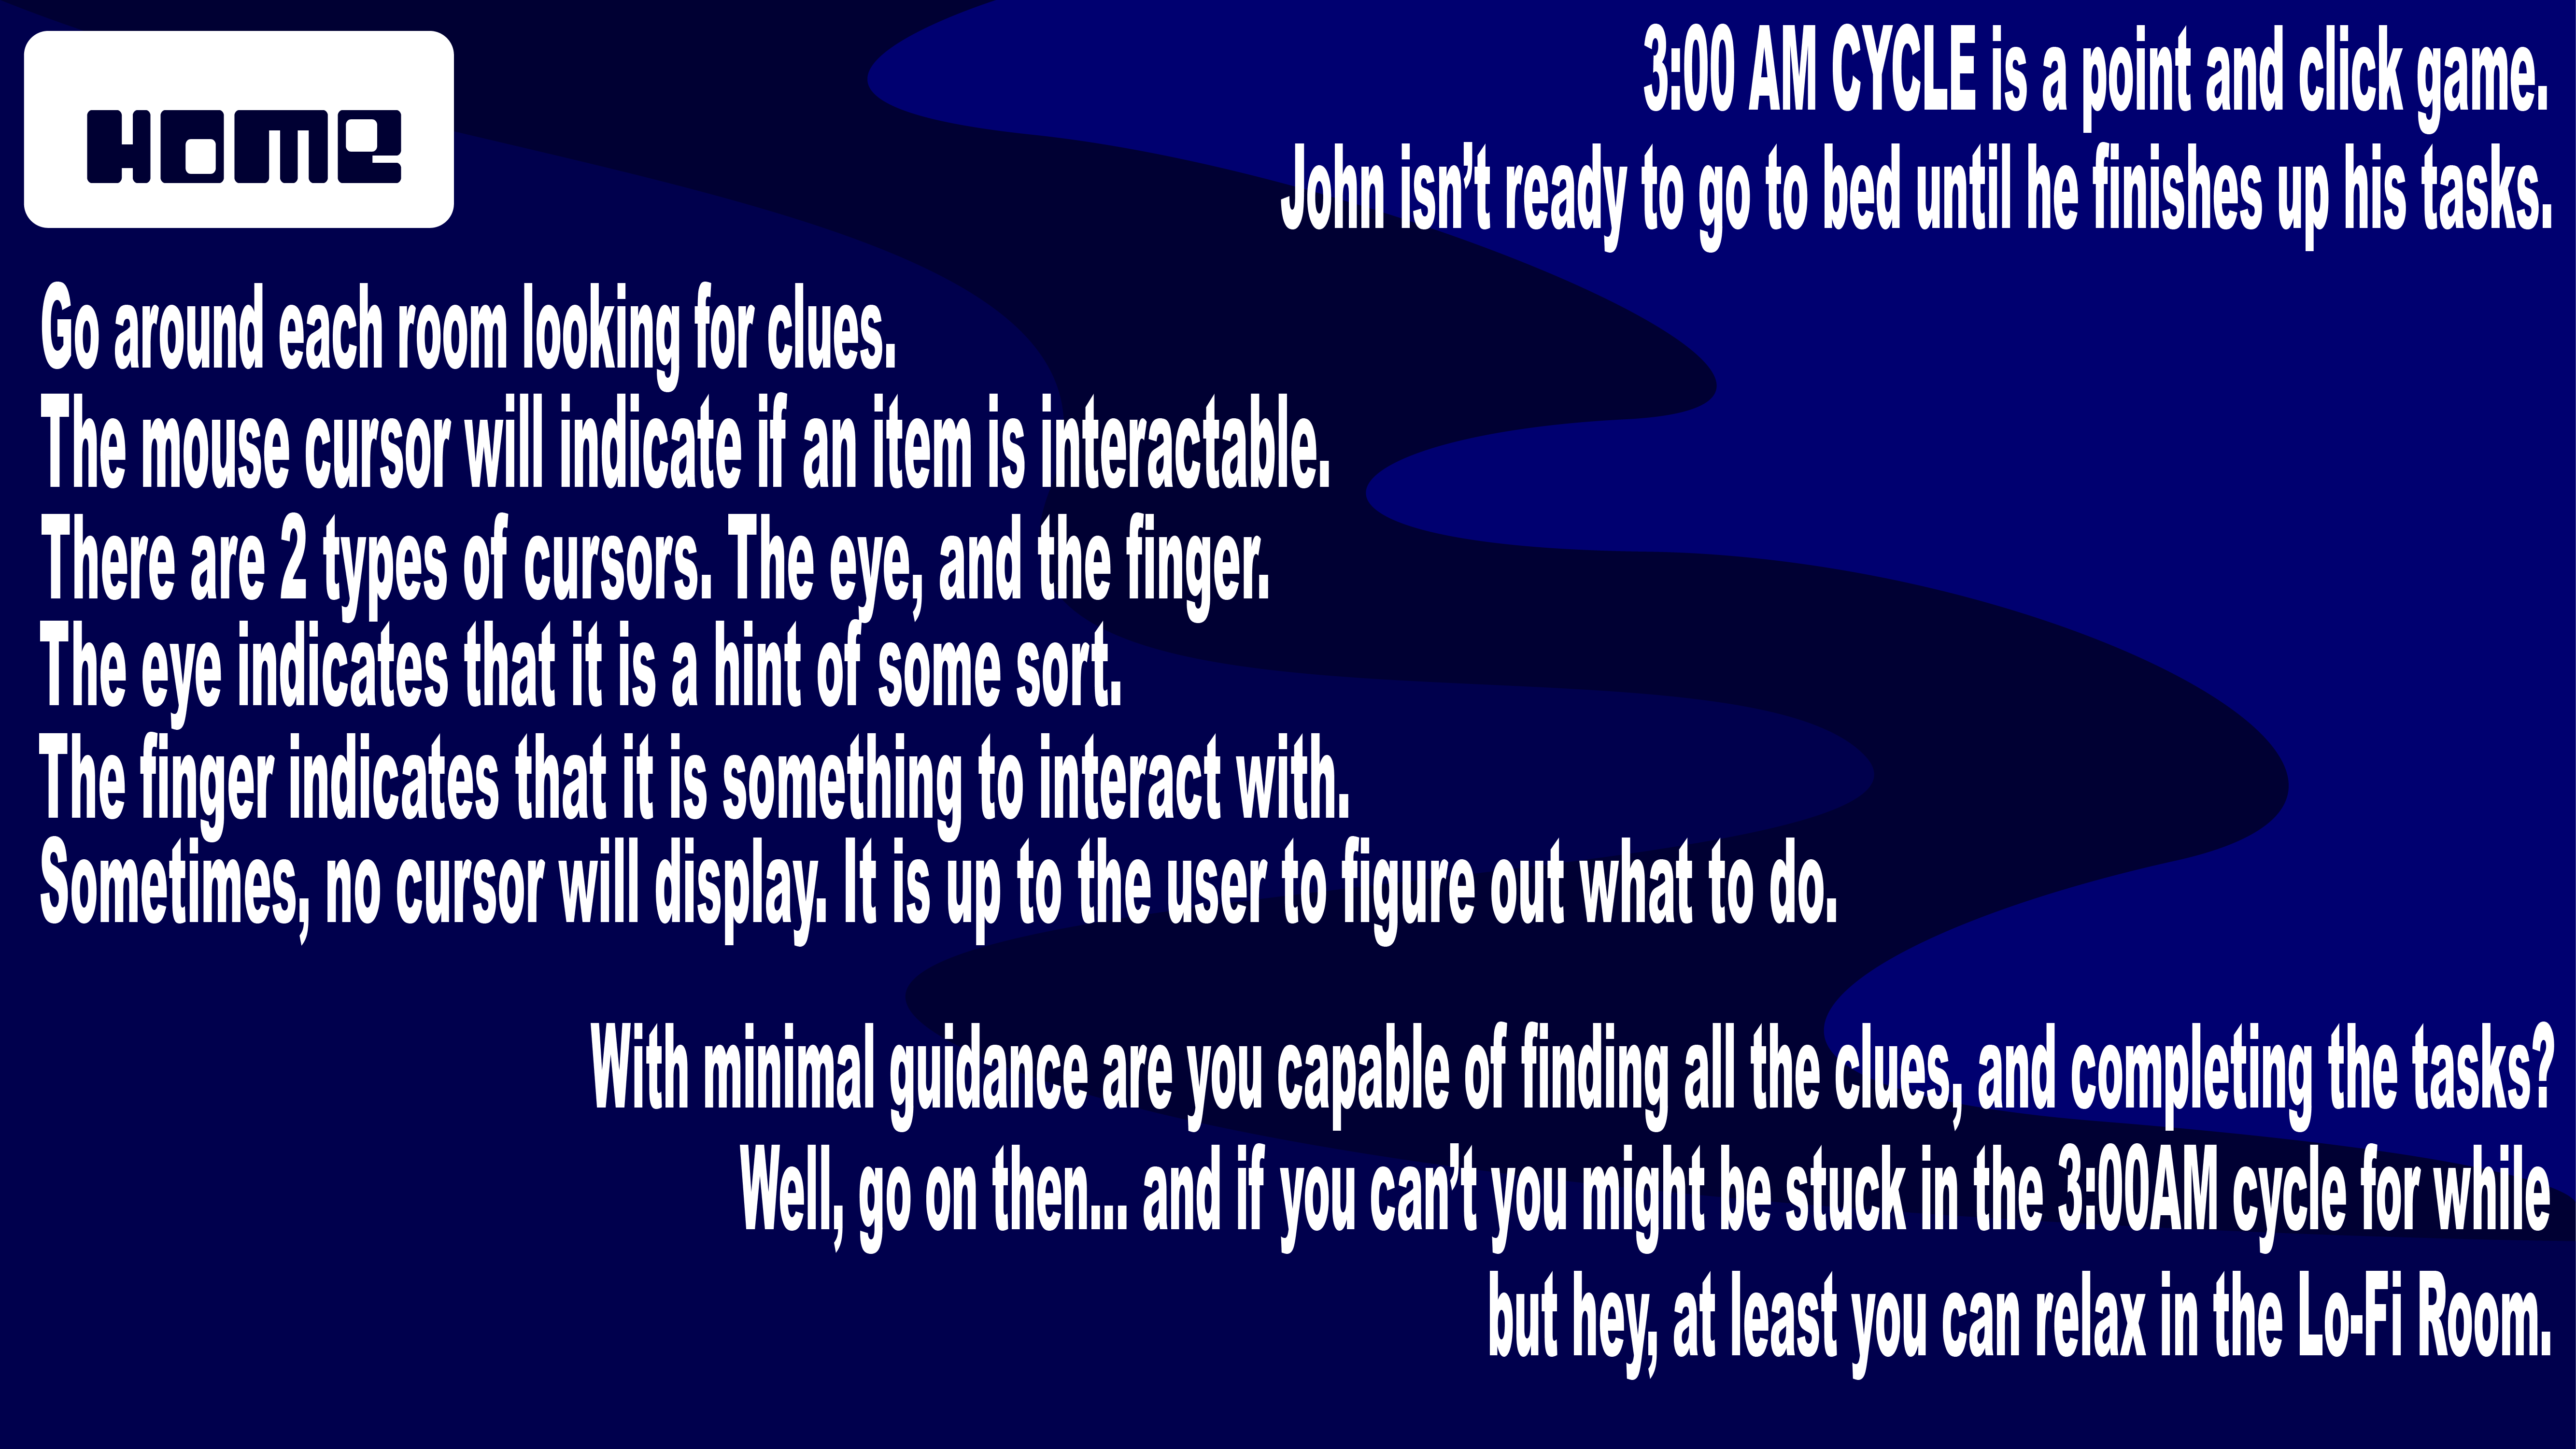 Home
3:00 AM CYCLE is a point and click game.
John isn’t ready to go to bed until he finishes up his tasks.
Go around each room looking for clues.
The mouse cursor will indicate if an item is interactable.
There are 2 types of cursors. The eye, and the finger.
The eye indicates that it is a hint of some sort.
The finger indicates that it is something to interact with.
Sometimes, no cursor will display. It is up to the user to figure out what to do.
With minimal guidance are you capable of finding all the clues, and completing the tasks?
Well, go on then... and if you can’t you might be stuck in the 3:00AM cycle for while
but hey, at least you can relax in the Lo-Fi Room.